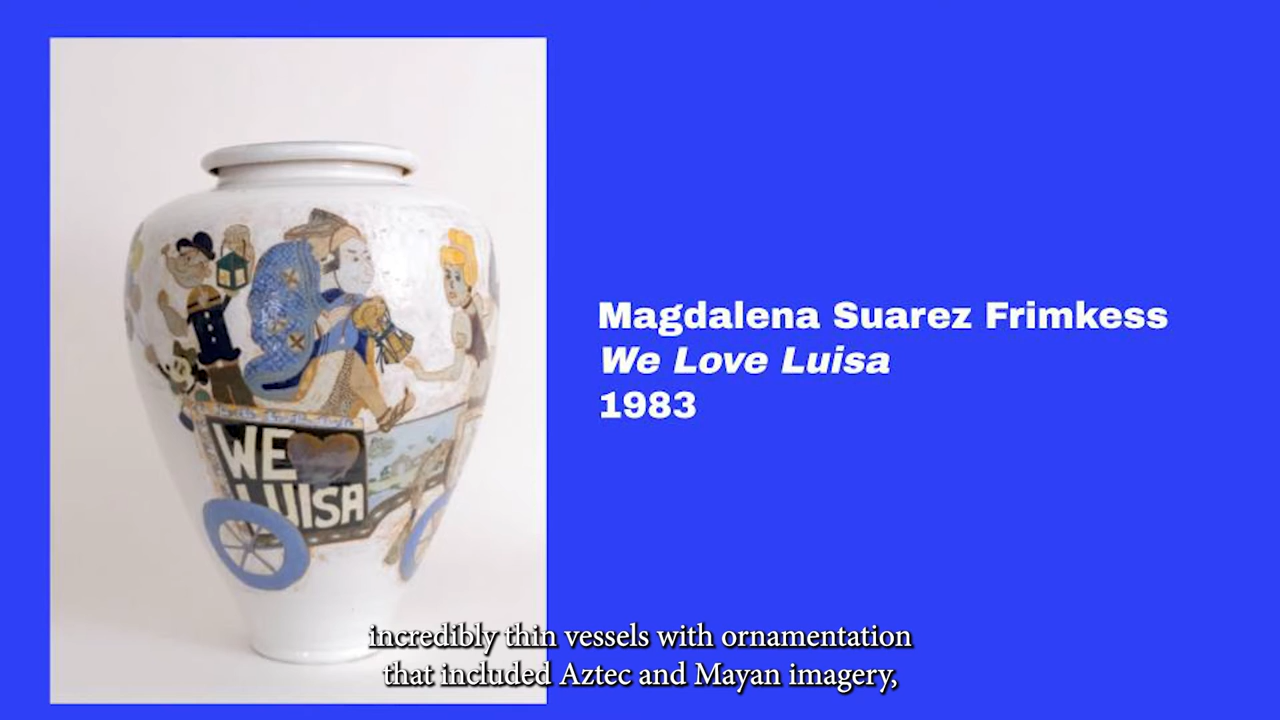 Magdalena Suarez Frimkess
We Love Luisa
1983
WE
LUISA
incredibly thin vessels with ornamentation
that included Aztec and Mayan imagery,